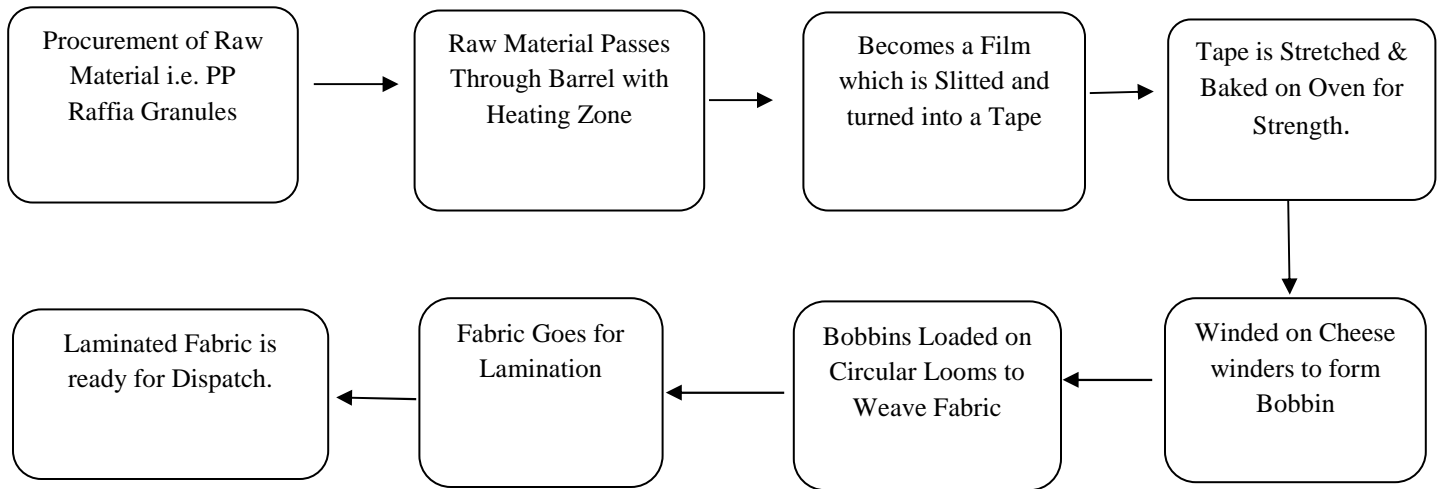 Procurement of Raw
Material i.e. PP
Raffia Granules
Raw Material Passes
Through Barrel with
Heating Zone
Becomes a Film
which is Slitted and
turned into a Tape
Tape is Stretched &
Baked on Oven for
Strength.
Winded on Cheese
winders to form
Bobbin
Bobbins Loaded on
Circular Looms to
Weave Fabric
Fabric Goes for
Lamination
Laminated Fabric is
ready for Dispatch.